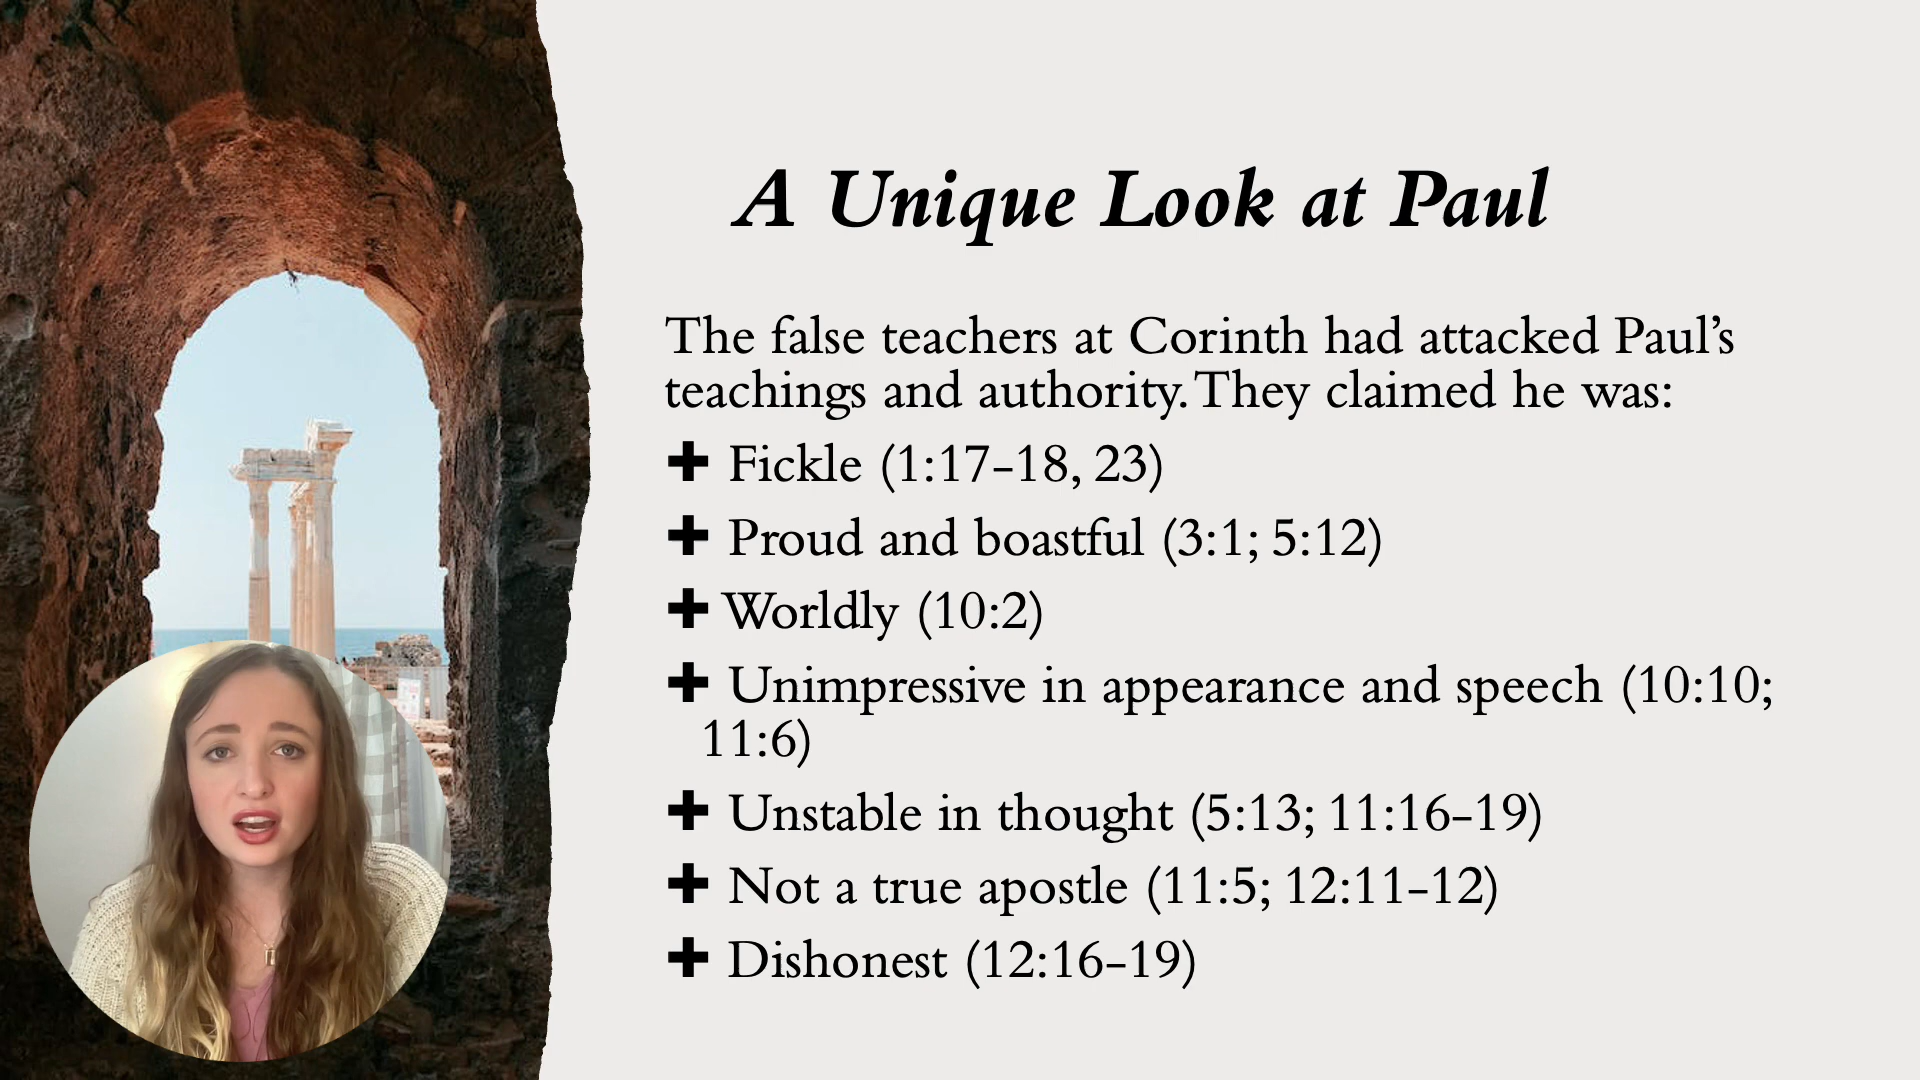 A Unique Look at Paul
The false teachers at Corinth had attacked Paul’s
teachings and authority. They claimed he was:
✚ Fickle (1:17–18, 23)
✚ Proud and boastful (3:1; 5:12)
✚ Worldly (10:2)
✚ Unimpressive in appearance and speech (10:10;
11:6)
✚ Unstable in thought (5:13; 11:16–19)
✚ Not a true apostle (11:5; 12:11–12)
✚ Dishonest (12:16–19)